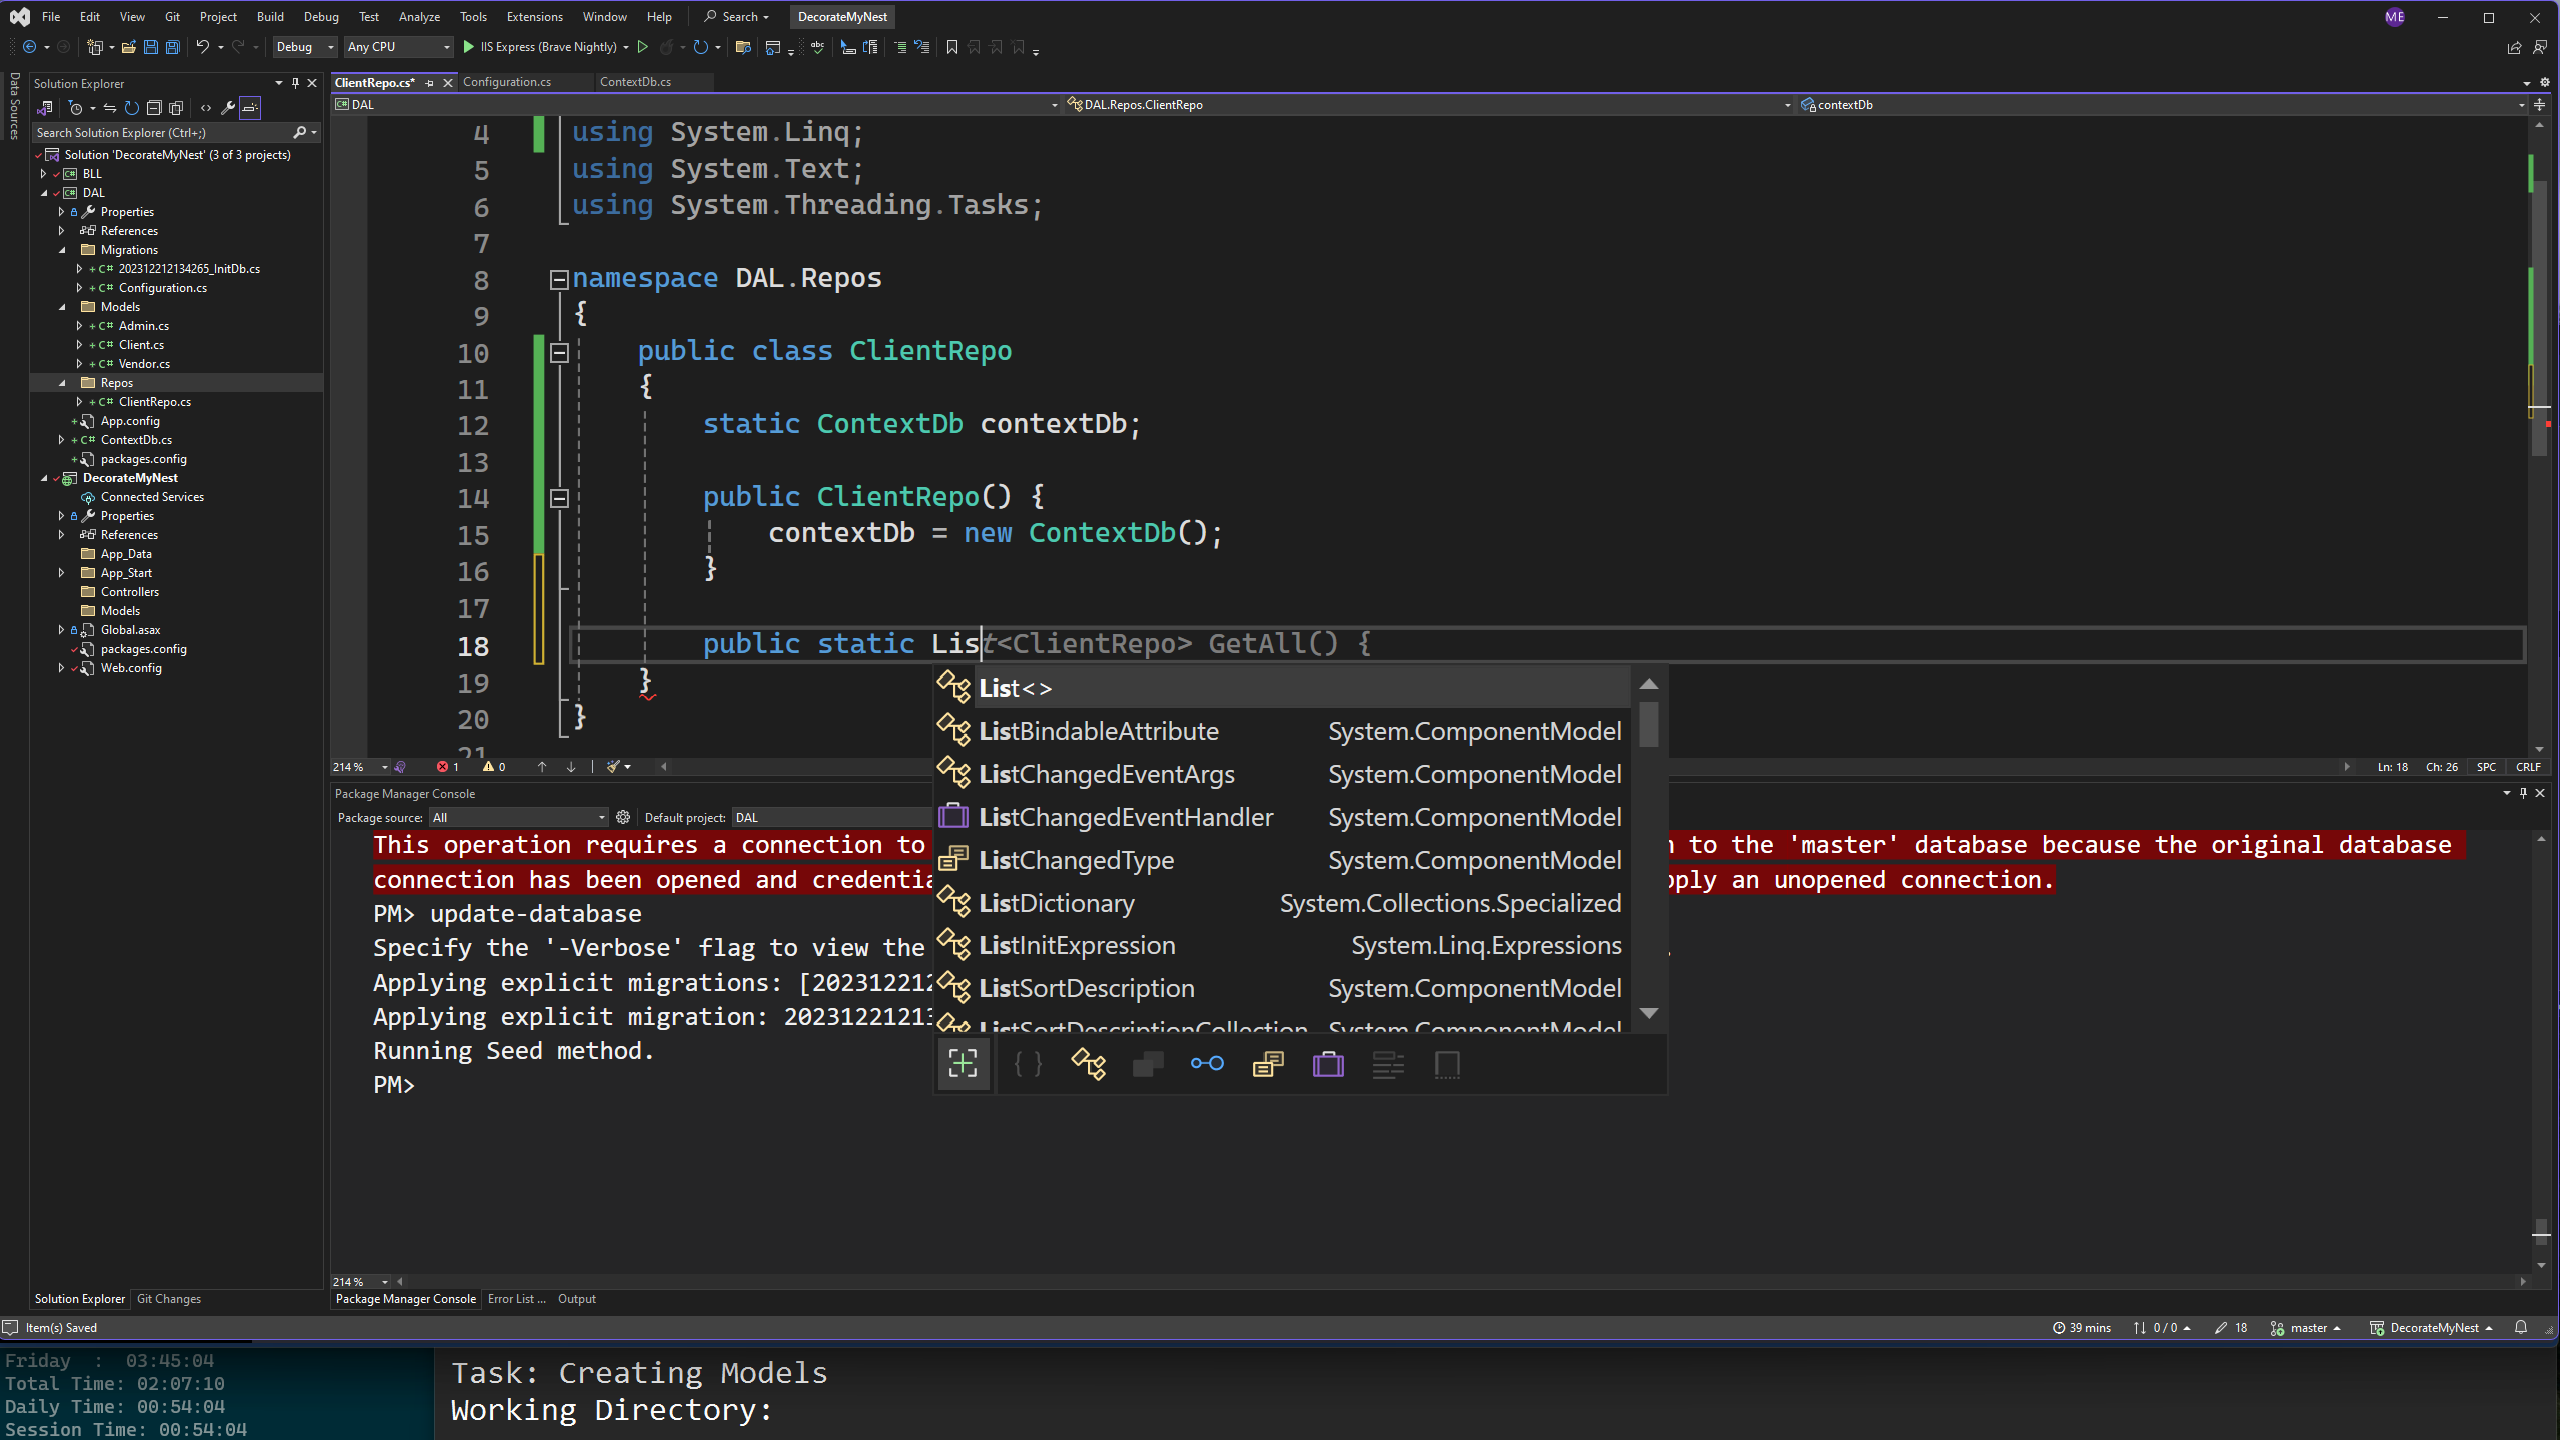 File Edit View Git Project Build Debug Test Analyze Tools Extensions Window Help Search DecorateMyNest ME
Debug Any CPU IIS Express (Brave Nightly)
Data Sources
Solution Explorer
Search Solution Explorer (Ctrl+;)
Solution 'DecorateMyNest' (3 of 3 projects)
BLL
DAL
Properties
References
Migrations
202312212134265_InitDb.cs
Configuration.cs
Models
Admin.cs
Client.cs
Vendor.cs
Repos
ClientRepo.cs
App.config
ContextDb.cs
packages.config
DecorateMyNest
Connected Services
Properties
References
App_Data
App_Start
Controllers
Models
Global.asax
packages.config
Web.config
Solution Explorer Git Changes
ClientRepo.cs* Configuration.cs ContextDb.cs
DAL DAL.Repos.ClientRepo contextDb
4 using System.Linq;
5 using System.Text;
6 using System.Threading.Tasks;
7
8 namespace DAL.Repos
9 {
10 public class ClientRepo
11 {
12 static ContextDb contextDb;
13
14 public ClientRepo() {
15 contextDb = new ContextDb();
16 }
17
18 public static List<ClientRepo> GetAll() {
19 }
20 }
21
List<>
ListBindableAttribute System.ComponentModel
ListChangedEventArgs System.ComponentModel
ListChangedEventHandler System.ComponentModel
ListChangedType System.ComponentModel
ListDictionary System.Collections.Specialized
ListInitExpression System.Linq.Expressions
ListSortDescription System.ComponentModel
ListSortDescriptionCollection System.ComponentModel
214 % 1 0 Ln: 18 Ch: 26 SPC CRLF
Package Manager Console
Package source: All Default project: DAL
This operation requires a connection to to the 'master' database because the original database
connection has been opened and an unopened connection.
PM> update-database
Specify the '-Verbose' flag to view the
Applying explicit migrations: [202312212
Applying explicit migration: 20231221213
Running Seed method.
PM>
214 %
Package Manager Console Error List ... Output
Item(s) Saved 39 mins 0 / 0 18 master DecorateMyNest
Friday : 03:45:04
Total Time: 02:07:10
Daily Time: 00:54:04
Session Time: 00:54:04
Task: Creating Models
Working Directory: